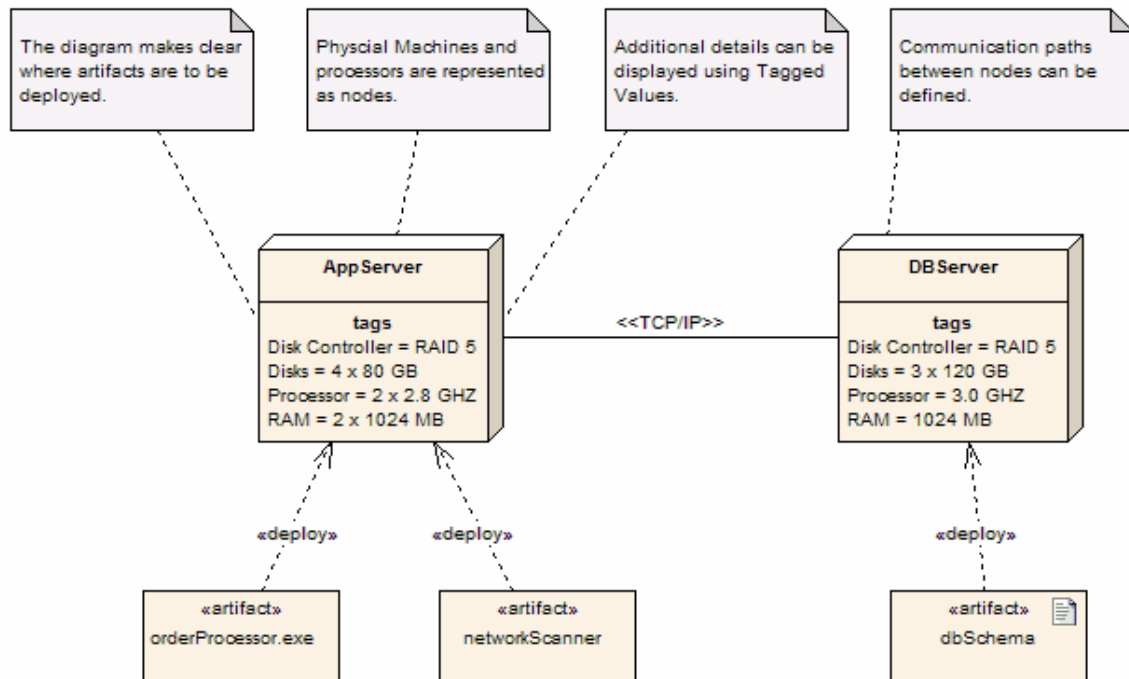 The diagram makes clear
where artifacts are to be
deployed.
Physcial Machines and
processors are represented
as nodes.
Additional details can be
displayed using Tagged
Values.
Communication paths
between nodes can be
defined.
AppServer
tags
Disk Controller = RAID 5
Disks = 4 x 80 GB
Processor = 2 x 2.8 GHZ
RAM = 2 x 1024 MB
<<TCP/IP>>
DBServer
tags
Disk Controller = RAID 5
Disks = 3 x 120 GB
Processor = 3.0 GHZ
RAM = 1024 MB
«deploy»
«deploy»
«deploy»
«artifact»
orderProcessor.exe
«artifact»
networkScanner
«artifact»
dbSchema